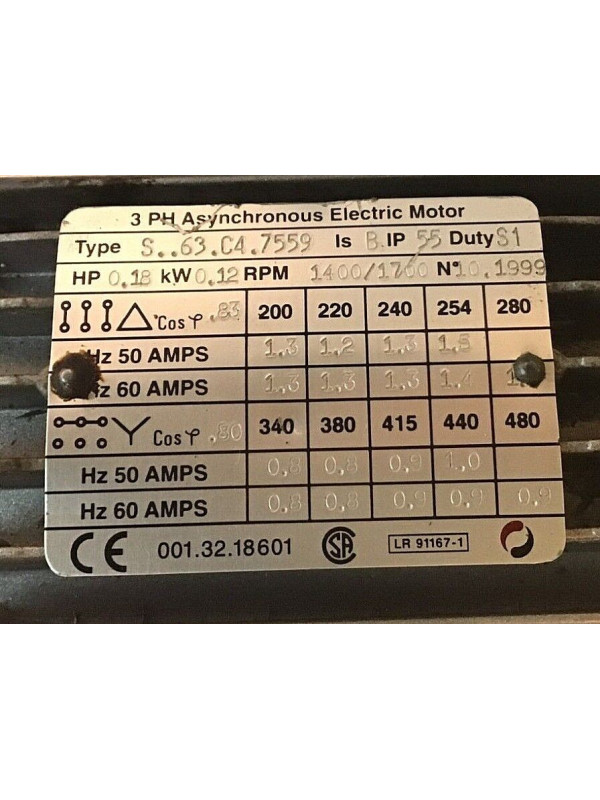 3 PH Asynchronous Electric Motor
Type S..63.C4.7559 Is B. IP 55 Duty S1
HP 0,18 kW 0,12 RPM 1400/1700 N° 10.1999
Cos φ .83 200 220 240 254 280
Hz 50 AMPS 1,3 1,2 1,3
Hz 60 AMPS 1,3 1,3 1,3 1,4
Cos φ .80 340 380 415 440 480
Hz 50 AMPS 0,8 0,8 0,9 1,0
Hz 60 AMPS 0,8 0,8 0,9 0,9 0,9
CE 001.32.18601 CSA LR 91167-1